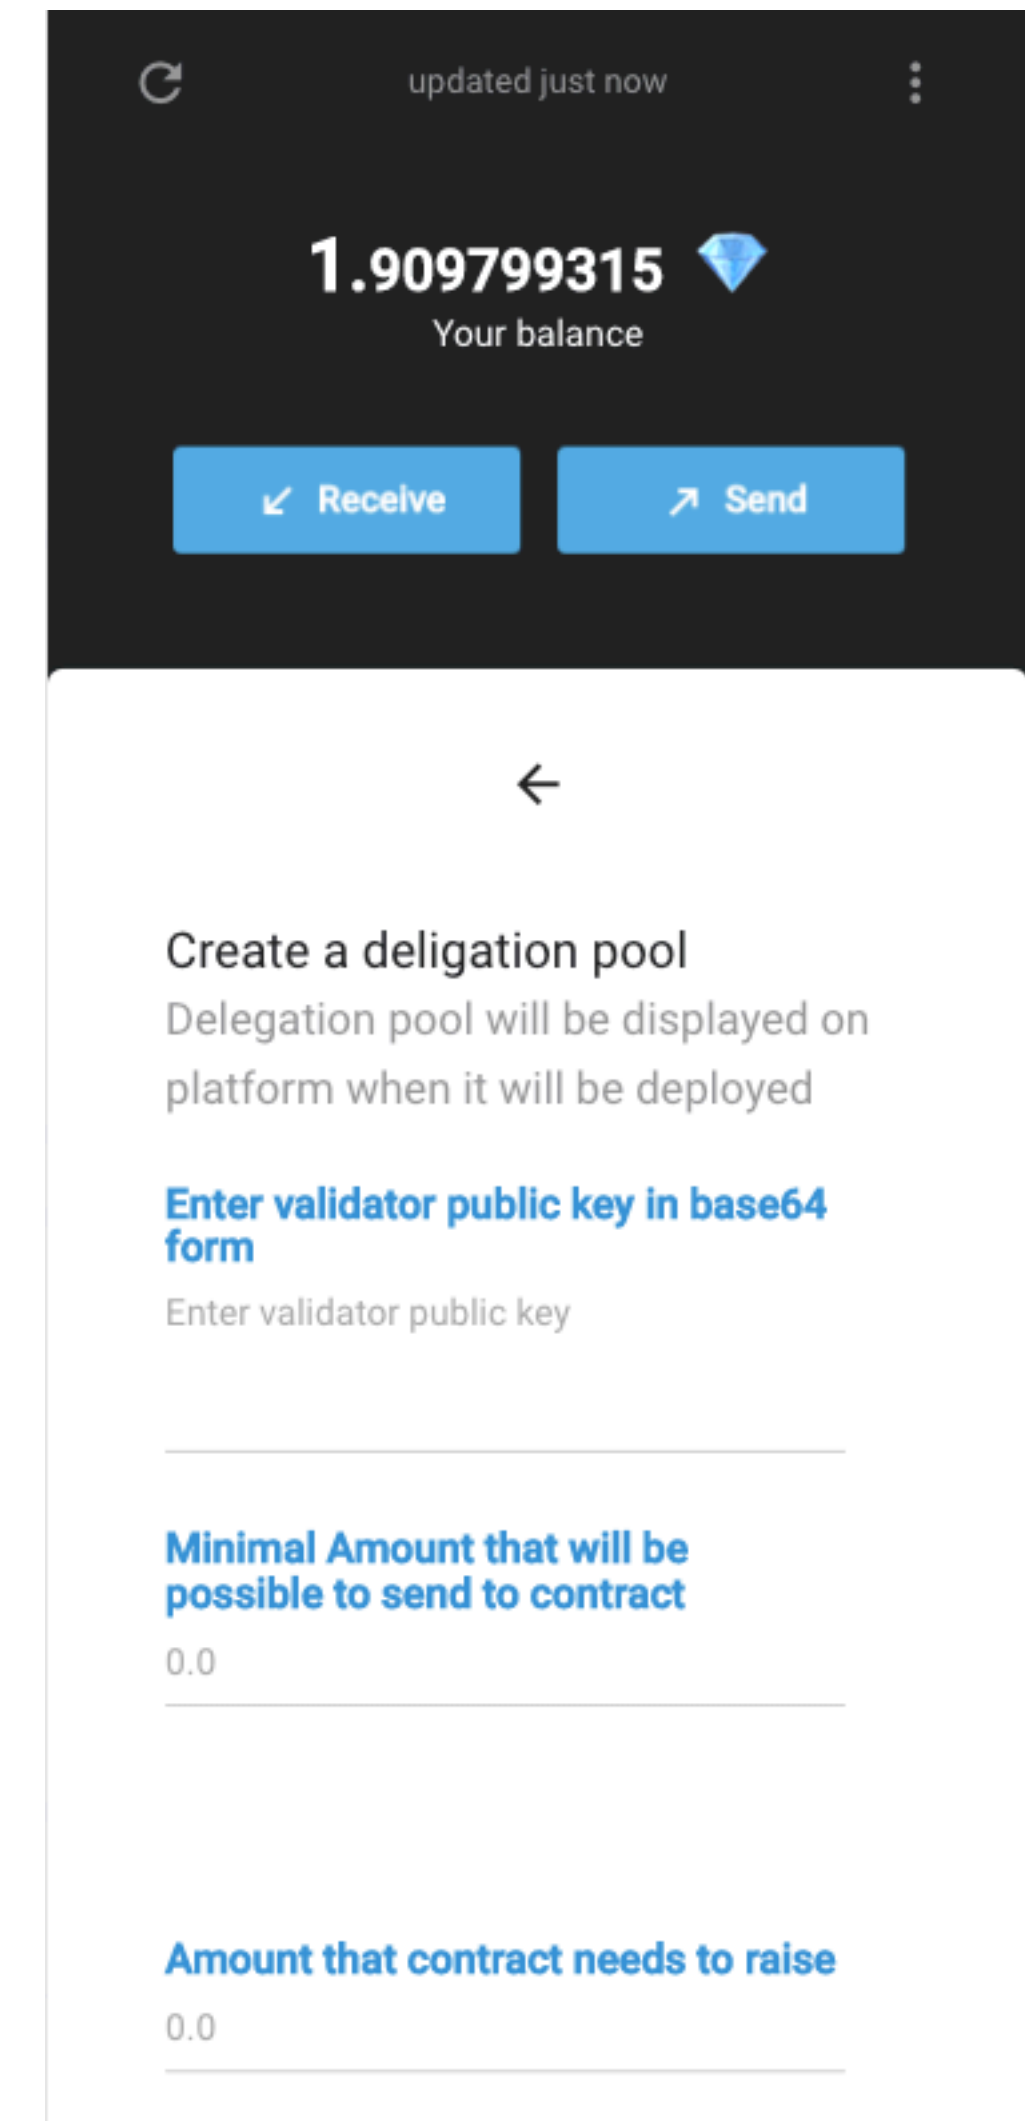 updated just now
1.909799315
Your balance
Receive
Send
Create a deligation pool
Delegation pool will be displayed on
platform when it will be deployed
Enter validator public key in base64
form
Enter validator public key
Minimal Amount that will be
possible to send to contract
0.0
Amount that contract needs to raise
0.0